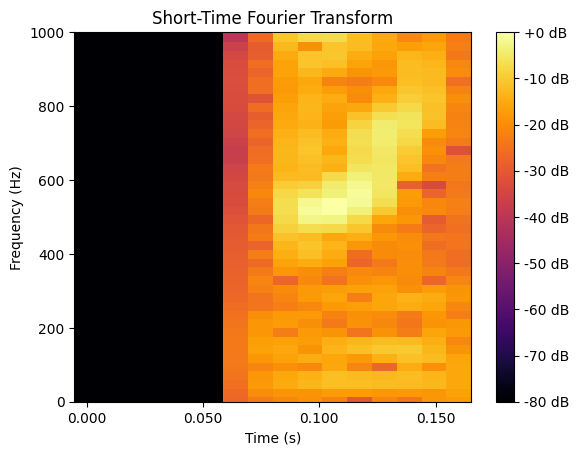 Short-Time Fourier Transform
1000
800
600
400
200
0
Frequency (Hz)
0.000
0.050
0.100
0.150
Time (s)
+0 dB
-10 dB
-20 dB
-30 dB
-40 dB
-50 dB
-60 dB
-70 dB
-80 dB